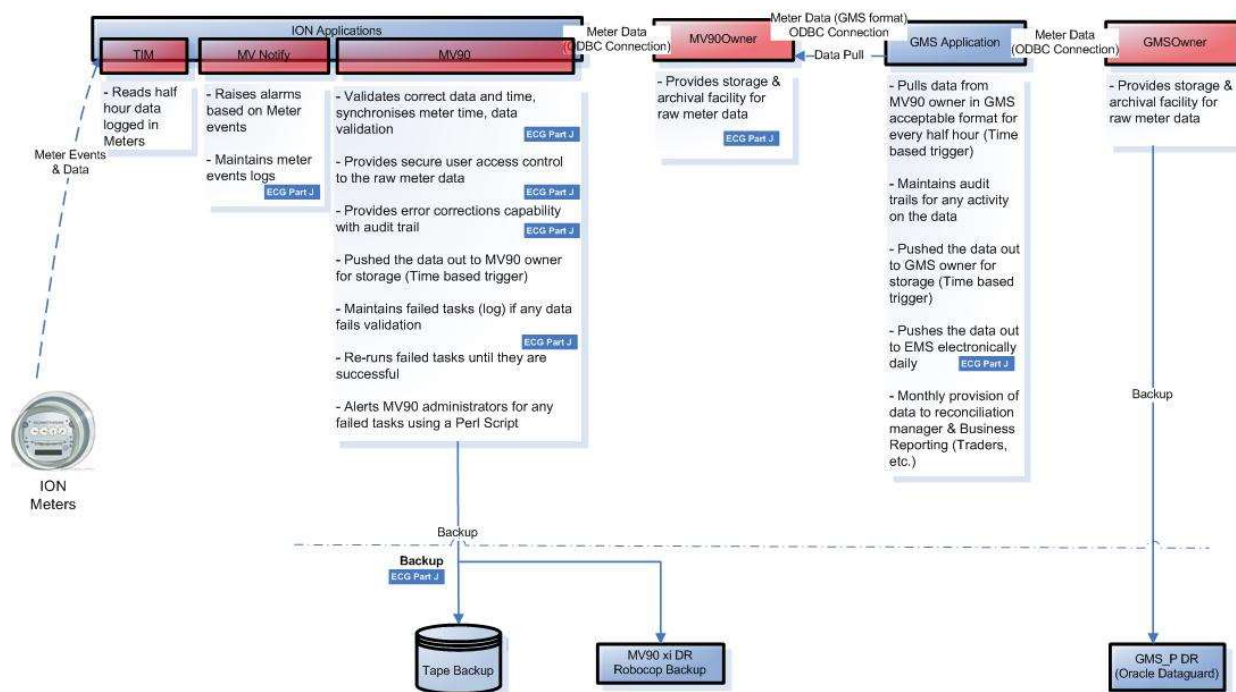 ION Applications
TIM
MV Notify
MV90
Meter Data
(ODBC Connection)
MV90Owner
Meter Data (GMS format)
ODBC Connection
Data Pull
GMS Application
Meter Data
(ODBC Connection)
GMSOwner
- Reads half
hour data
logged in
Meters
- Raises alarms
based on Meter
events
- Maintains meter
events logs
ECG Part J
- Validates correct data and time,
synchronises meter time, data
validation
ECG Part J
- Provides secure user access control
to the raw meter data
ECG Part J
- Provides error corrections capability
with audit trail
ECG Part J
- Pushed the data out to MV90 owner
for storage (Time based trigger)
- Maintains failed tasks (log) if any data
fails validation
ECG Part J
- Re-runs failed tasks until they are
successful
- Alerts MV90 administrators for any
failed tasks using a Perl Script
- Provides storage &
archival facility for
raw meter data
ECG Part J
- Pulls data from
MV90 owner in GMS
acceptable format for
every half hour (Time
based trigger)
- Maintains audit
trails for any activity
on the data
- Pushed the data out
to GMS owner for
storage (Time based
trigger)
- Pushes the data out
to EMS electronically
daily
ECG Part J
- Monthly provision of
data to reconciliation
manager & Business
Reporting (Traders,
etc.)
- Provides storage &
archival facility for
raw meter data
Meter Events
& Data
ION
Meters
Backup
Backup
Backup
ECG Part J
Tape Backup
MV90 xi DR
Robocop Backup
GMS_P DR
(Oracle Dataguard)